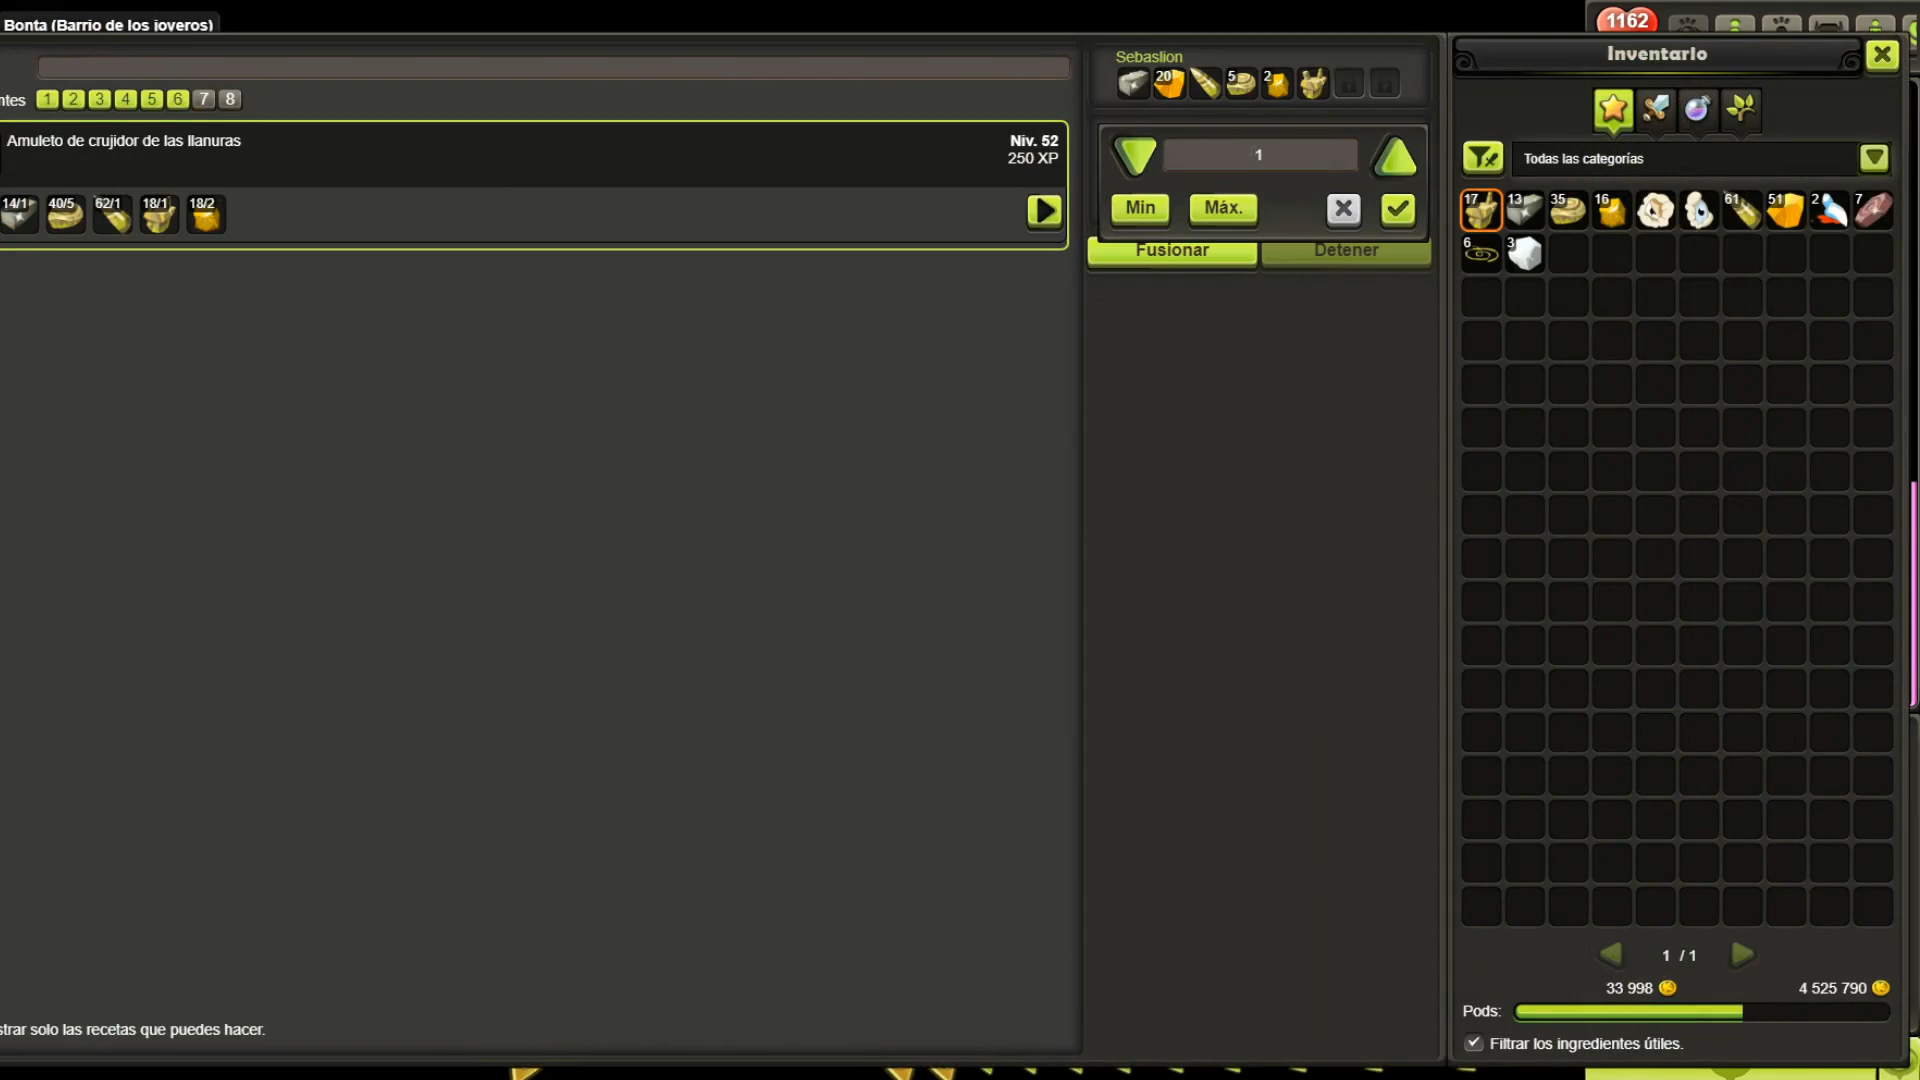 Bonta (Barrio de los joyeros)
1162
Inventario
Sebaslion
20 5 2
ntes 1 2 3 4 5 6 7 8
Amuleto de crujidor de las llanuras
Niv. 52
250 XP
1
Todas las categorías
14/1 40/5 62/1 18/1 18/2
Min Máx.
17 13 35 16 61 51 2 7
Fusionar Detener
6 3
1 / 1
33 998 4 525 790
Pods:
strar solo las recetas que puedes hacer.
Filtrar los ingredientes útiles.